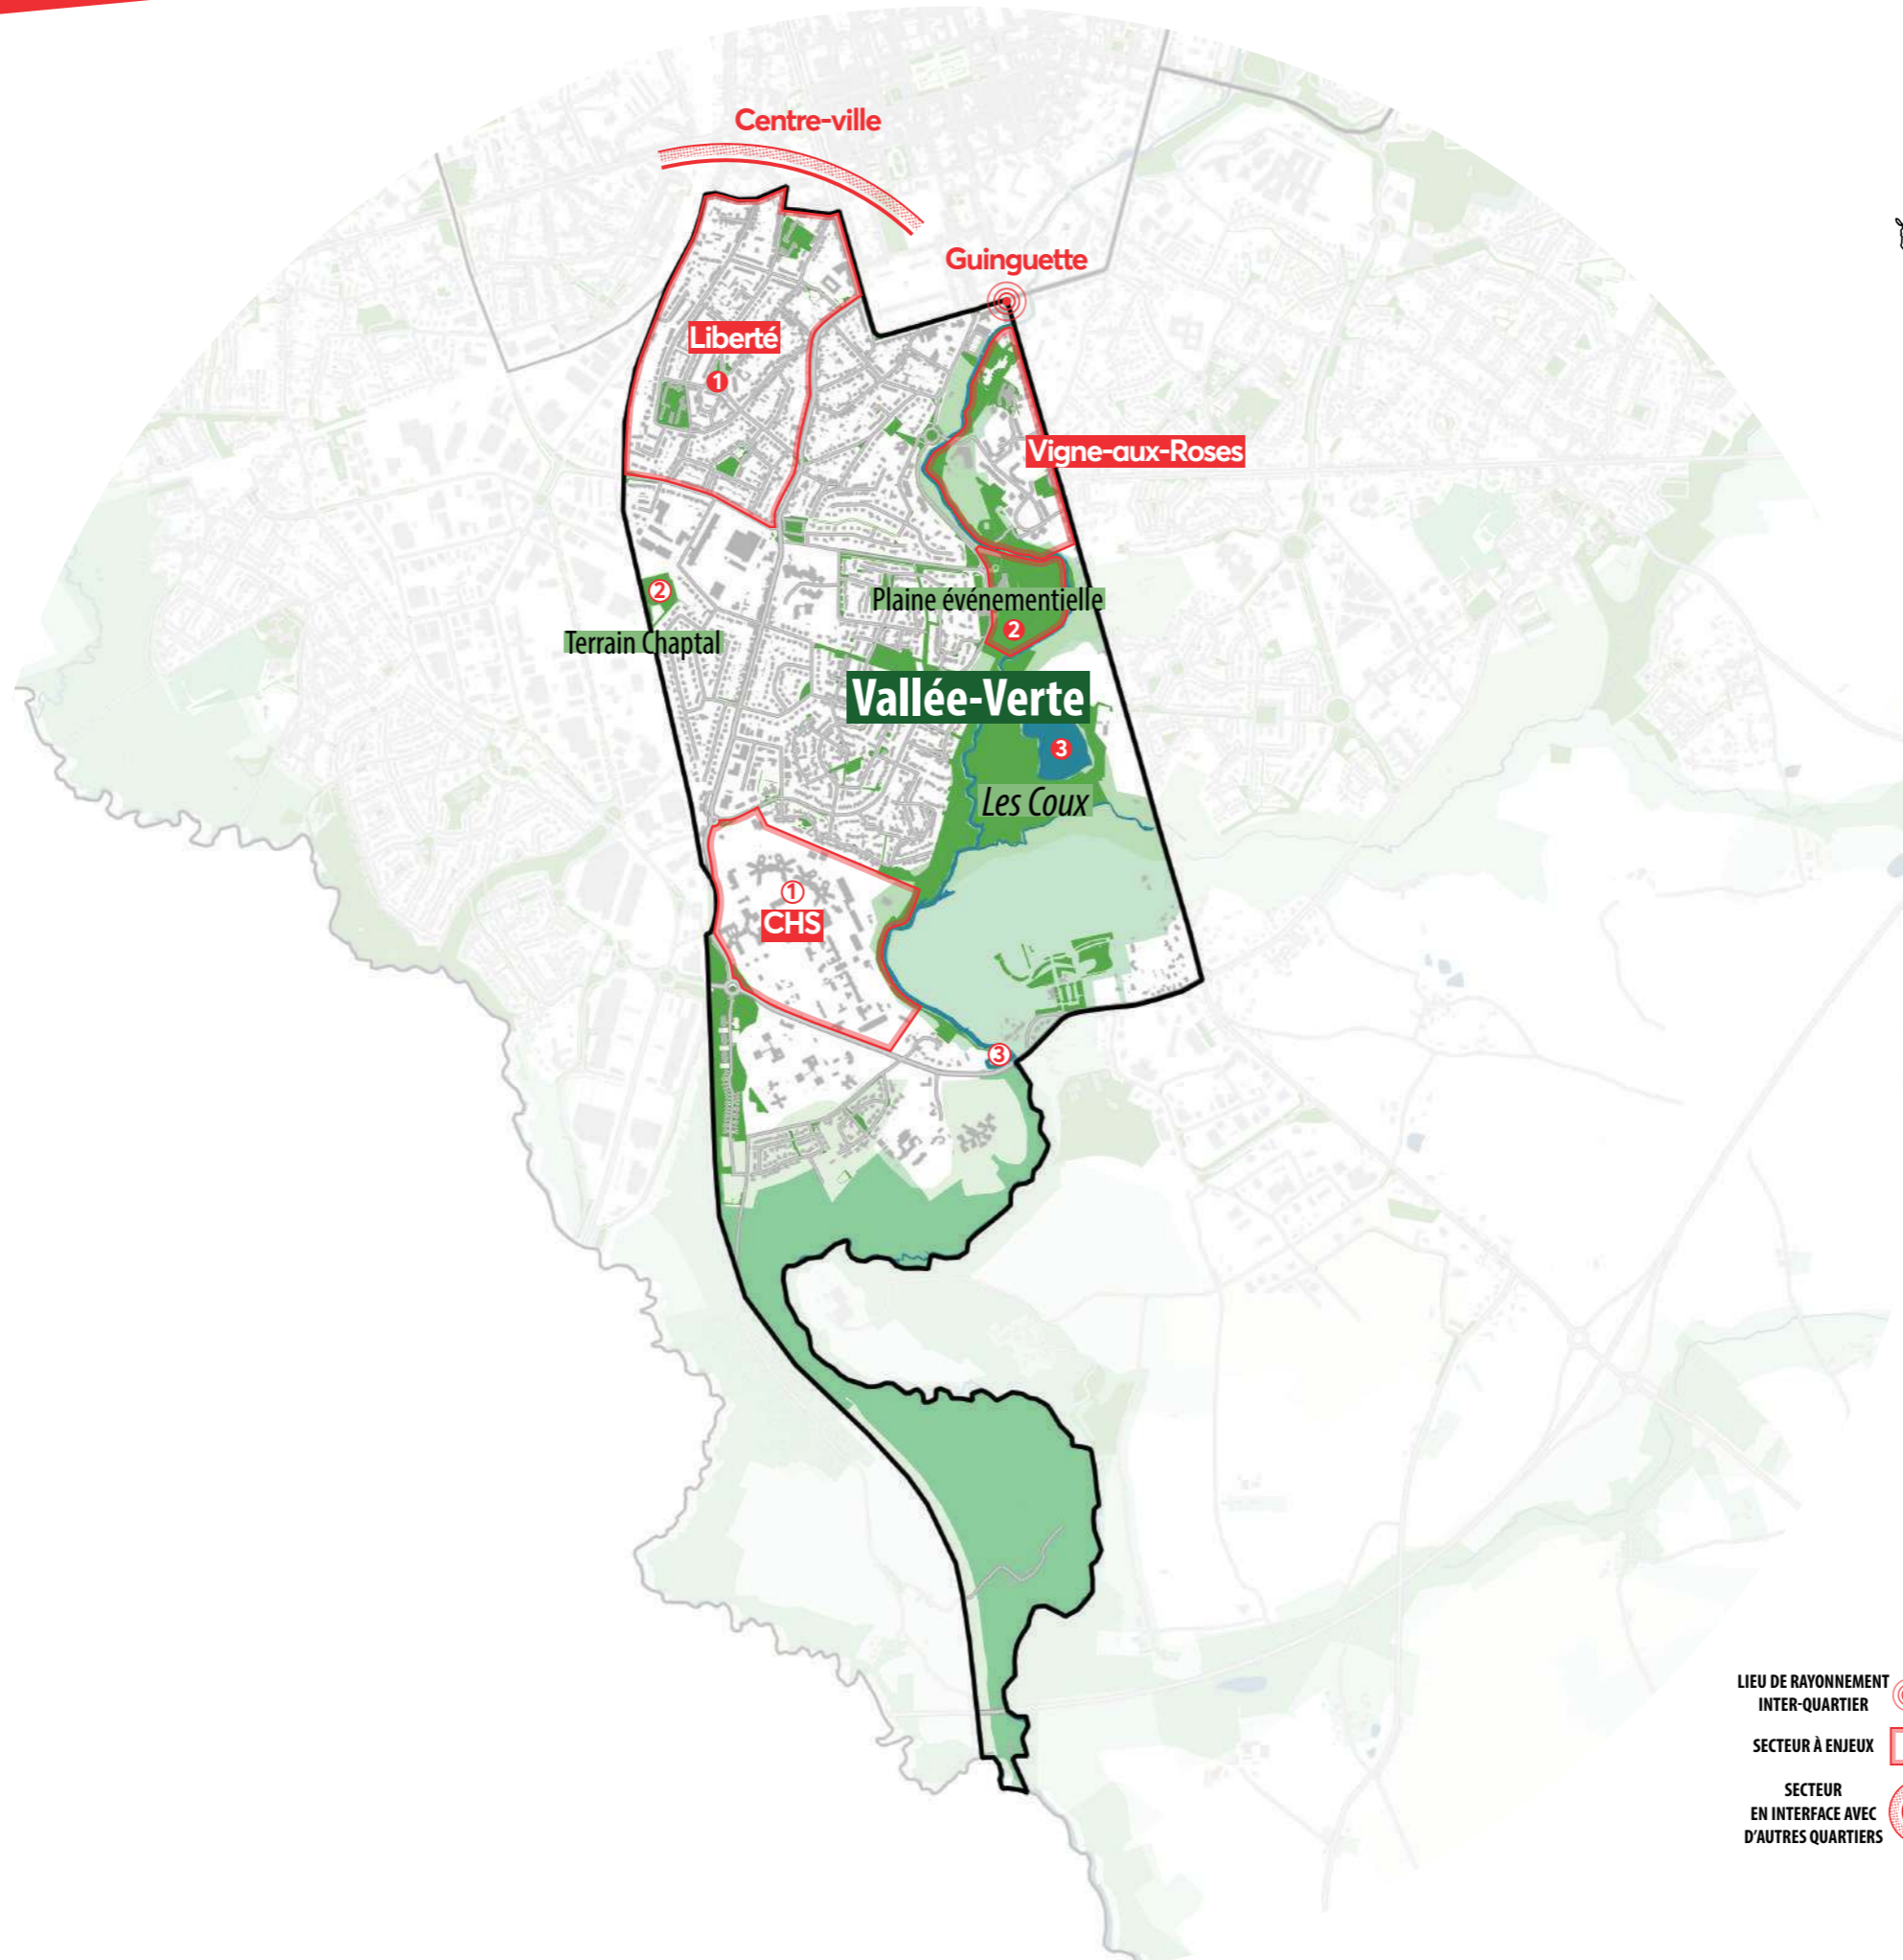 Centre-ville
Guinguette
Liberté
1
Vigne-aux-Roses
2
Terrain Chaptal
Plaine événementielle
2
Vallée-Verte
3
Les Coux
1
CHS
3
LIEU DE RAYONNEMENT
INTER-QUARTIER
SECTEUR À ENJEUX
SECTEUR
EN INTERFACE AVEC
D'AUTRES QUARTIERS